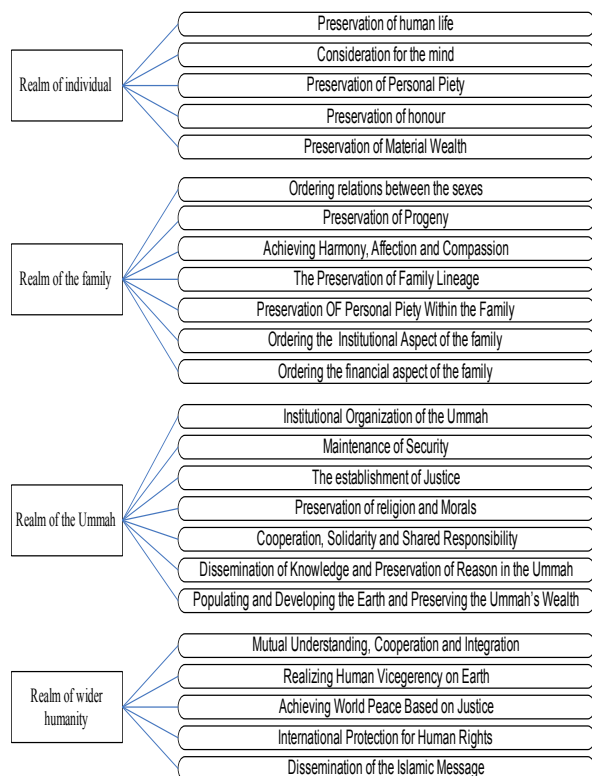 Realm of individual
Preservation of human life
Consideration for the mind
Preservation of Personal Piety
Preservation of honour
Preservation of Material Wealth
Realm of the family
Ordering relations between the sexes
Preservation of Progeny
Achieving Harmony, Affection and Compassion
The Preservation of Family Lineage
Preservation OF Personal Piety Within the Family
Ordering the Institutional Aspect of the family
Ordering the financial aspect of the family
Realm of the Ummah
Institutional Organization of the Ummah
Maintenance of Security
The establishment of Justice
Preservation of religion and Morals
Cooperation, Solidarity and Shared Responsibility
Dissemination of Knowledge and Preservation of Reason in the Ummah
Populating and Developing the Earth and Preserving the Ummah's Wealth
Realm of wider
humanity
Mutual Understanding, Cooperation and Integration
Realizing Human Vicegerency on Earth
Achieving World Peace Based on Justice
International Protection for Human Rights
Dissemination of the Islamic Message